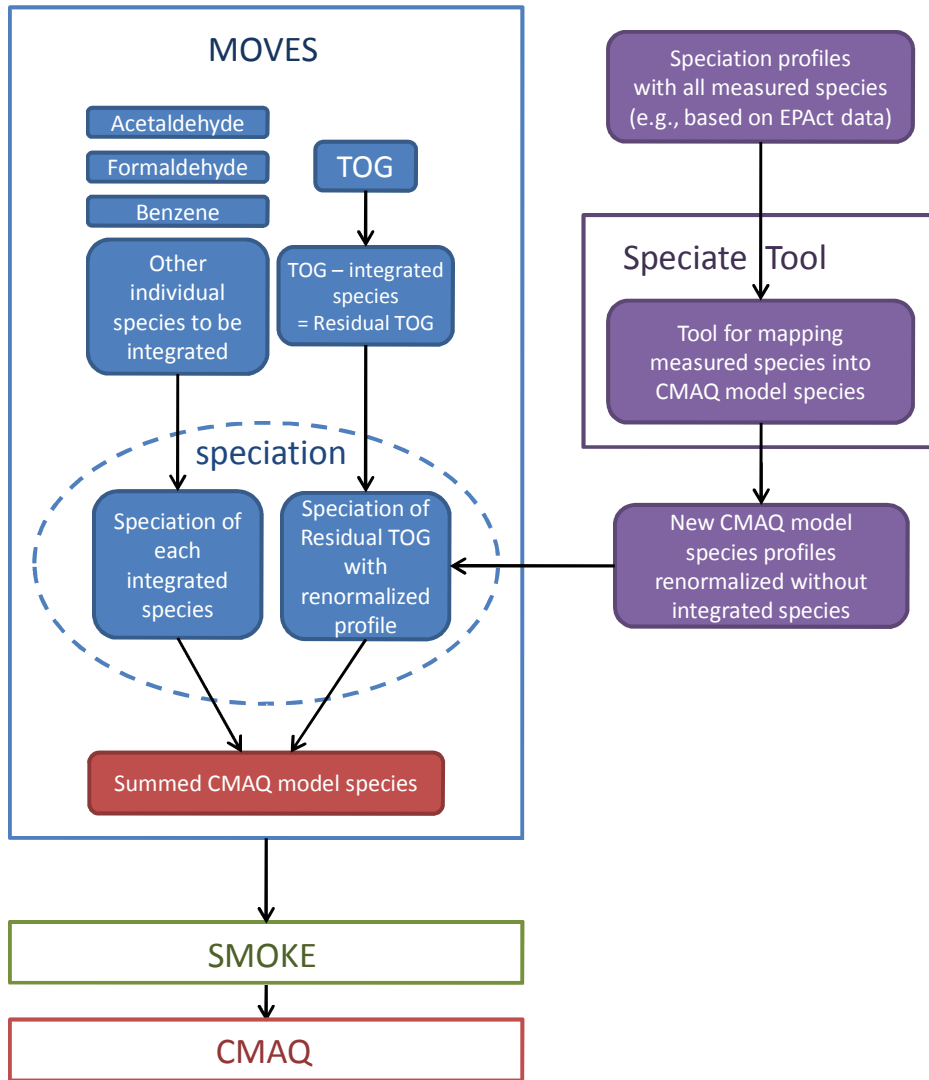 MOVES
Acetaldehyde
Formaldehyde
Benzene
Other
individual
species to be
integrated
TOG
TOG – integrated
species
= Residual TOG
speciation
Speciation of
each
integrated
species
Speciation of
Residual TOG
with
renormalized
profile
Summed CMAQ model species
Speciation profiles
with all measured species
(e.g., based on EPAct data)
Speciate Tool
Tool for mapping
measured species into
CMAQ model species
New CMAQ model
species profiles
renormalized without
integrated species
SMOKE
CMAQ